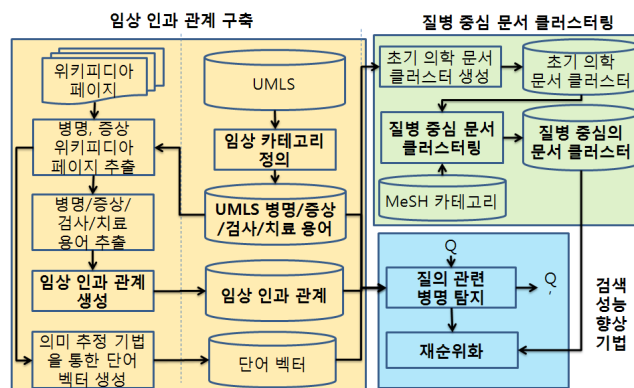 임상 인과 관계 구축
위키피디아
페이지
병명, 증상
위키피디아
페이지 추출
병명/증상/
검사/치료
용어 추출
임상 인과 관계
생성
의미 추정 기법
을 통한 단어
벡터 생성
UMLS
임상 카테고리
정의
UMLS 병명/증상
/검사/치료 용어
임상 인과 관계
단어 벡터
질병 중심 문서 클러스터링
초기 의학 문서
클러스터 생성
초기 의학
문서 클러스터
질병 중심 문서
클러스터링
질병 중심의
문서 클러스터
MeSH 카테고리
Q
질의 관련
병명 탐지
Q
'
재순위화
검색
성능
향상
기법